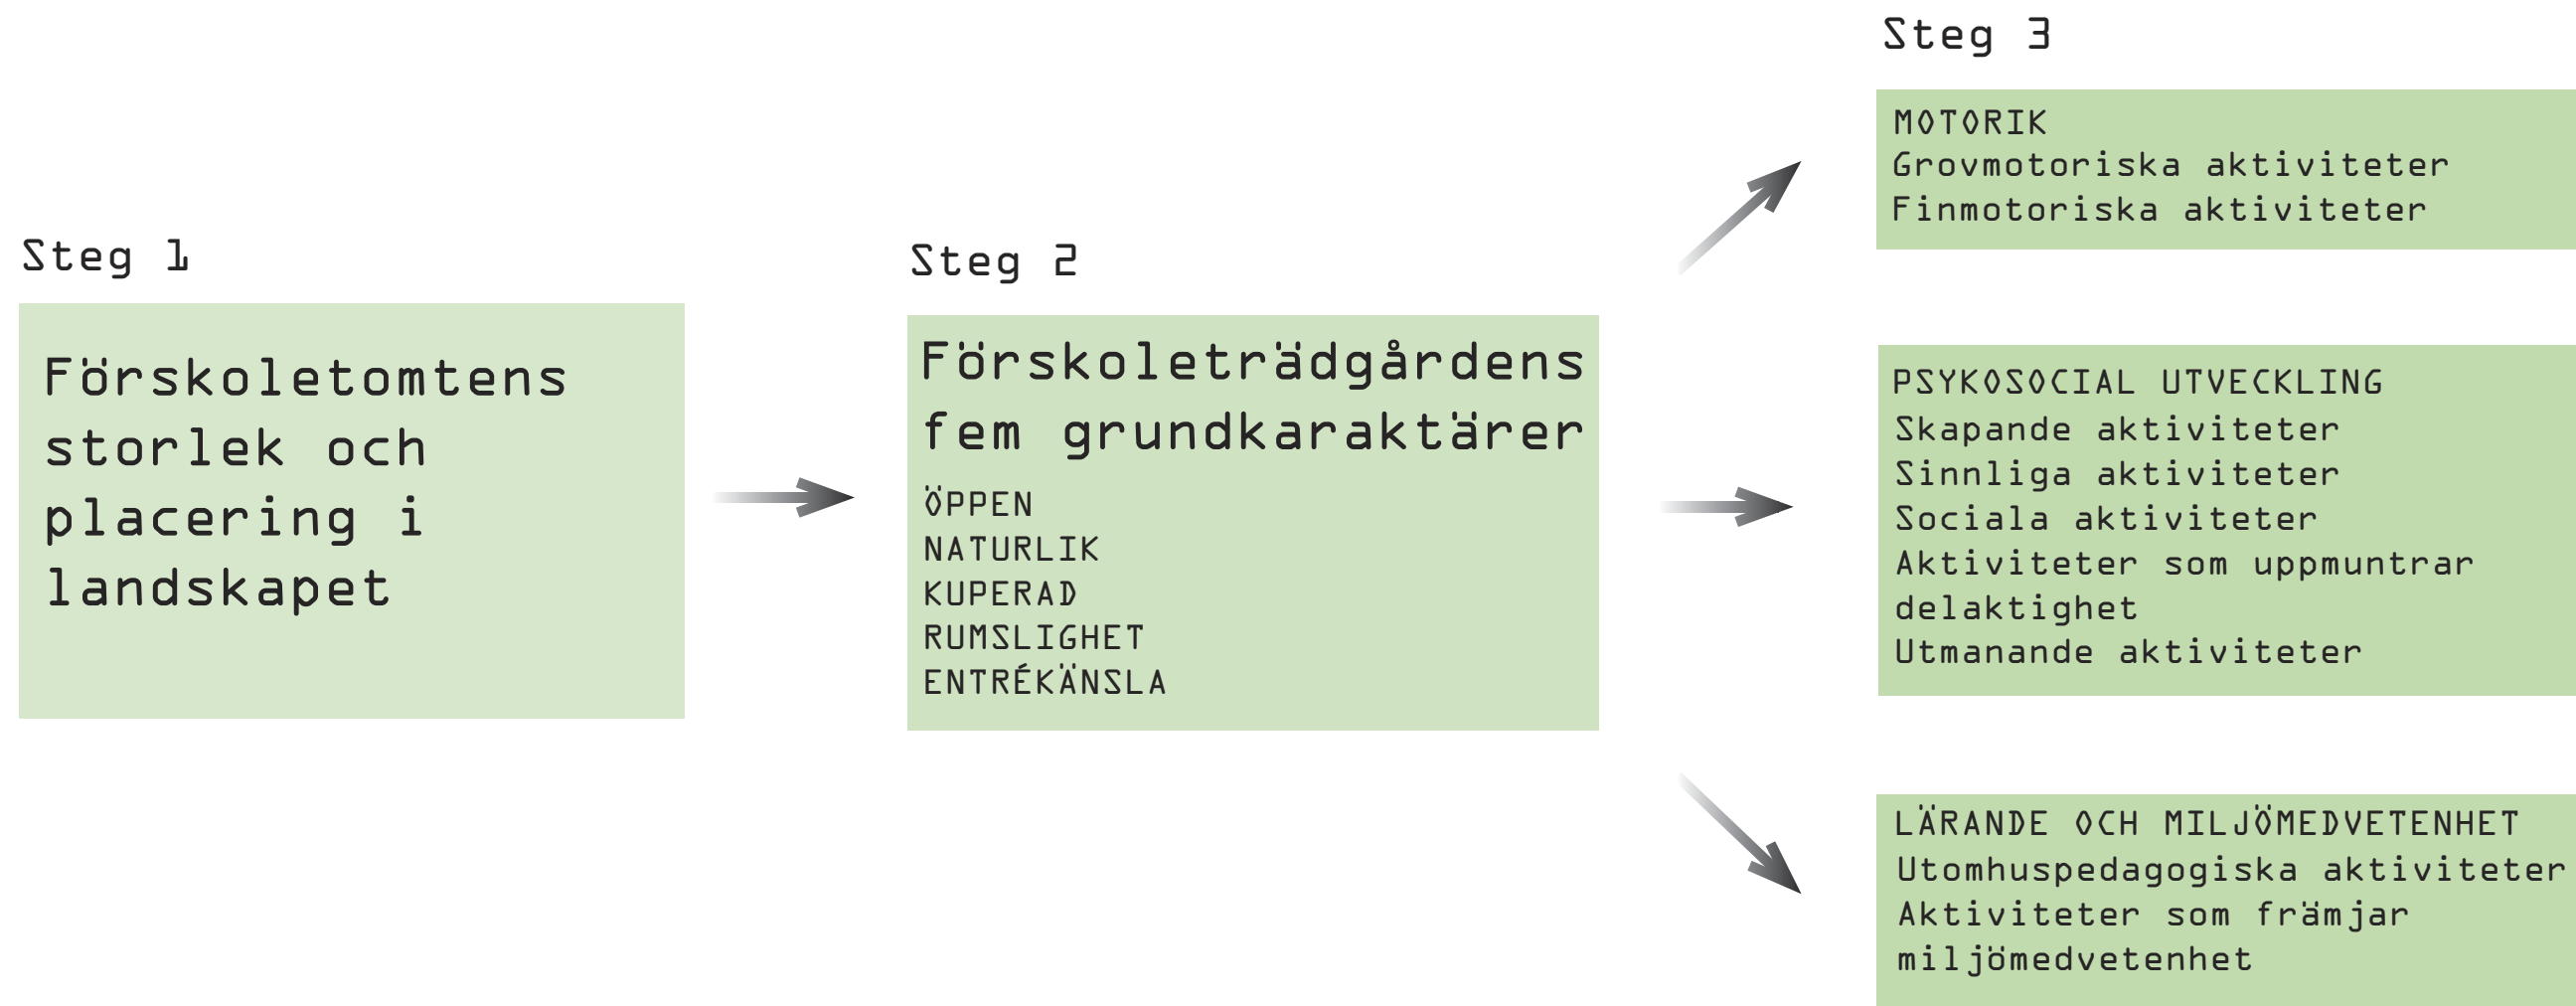 Steg 1
Förskoletomtens
storlek och
placering i
landskapet
Steg 2
Förskoleträdgårdens
fem grundkaraktärer
ÖPPEN
NATURLIK
KUPERAD
RUMSLIGHET
ENTRÉKÄNSLA
Steg 3
MOTORIK
Grovmotoriska aktiviteter
Finmotoriska aktiviteter
PSYKOSOCIAL UTVECKLING
Skapande aktiviteter
Sinnliga aktiviteter
Sociala aktiviteter
Aktiviteter som uppmuntrar
delaktighet
Utmanande aktiviteter
LÄRANDE OCH MILJÖMEDVETENHET
Utomhuspedagogiska aktiviteter
Aktiviteter som främjar
miljömedvetenhet